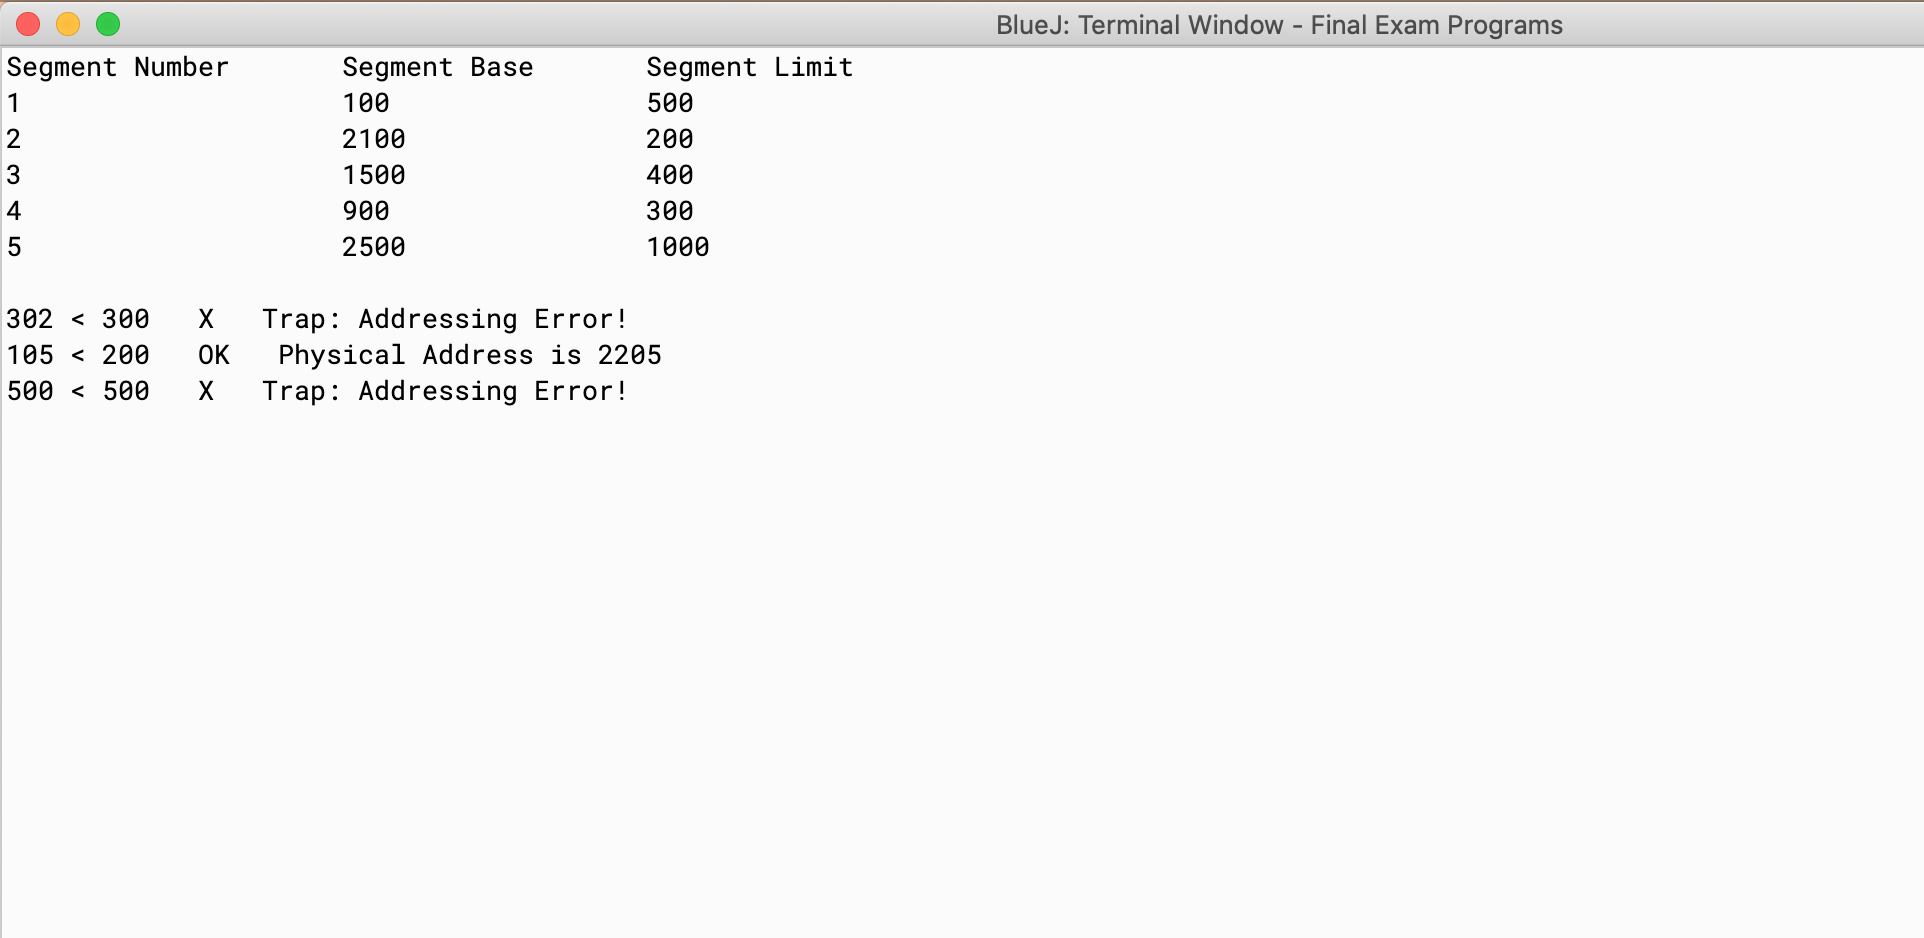 BlueJ: Terminal Window - Final Exam Programs
Segment Number       Segment Base       Segment Limit
1                    100                500
2                    2100               200
3                    1500               400
4                    900                300
5                    2500               1000
302 < 300   X   Trap: Addressing Error!
105 < 200   OK   Physical Address is 2205
500 < 500   X   Trap: Addressing Error!